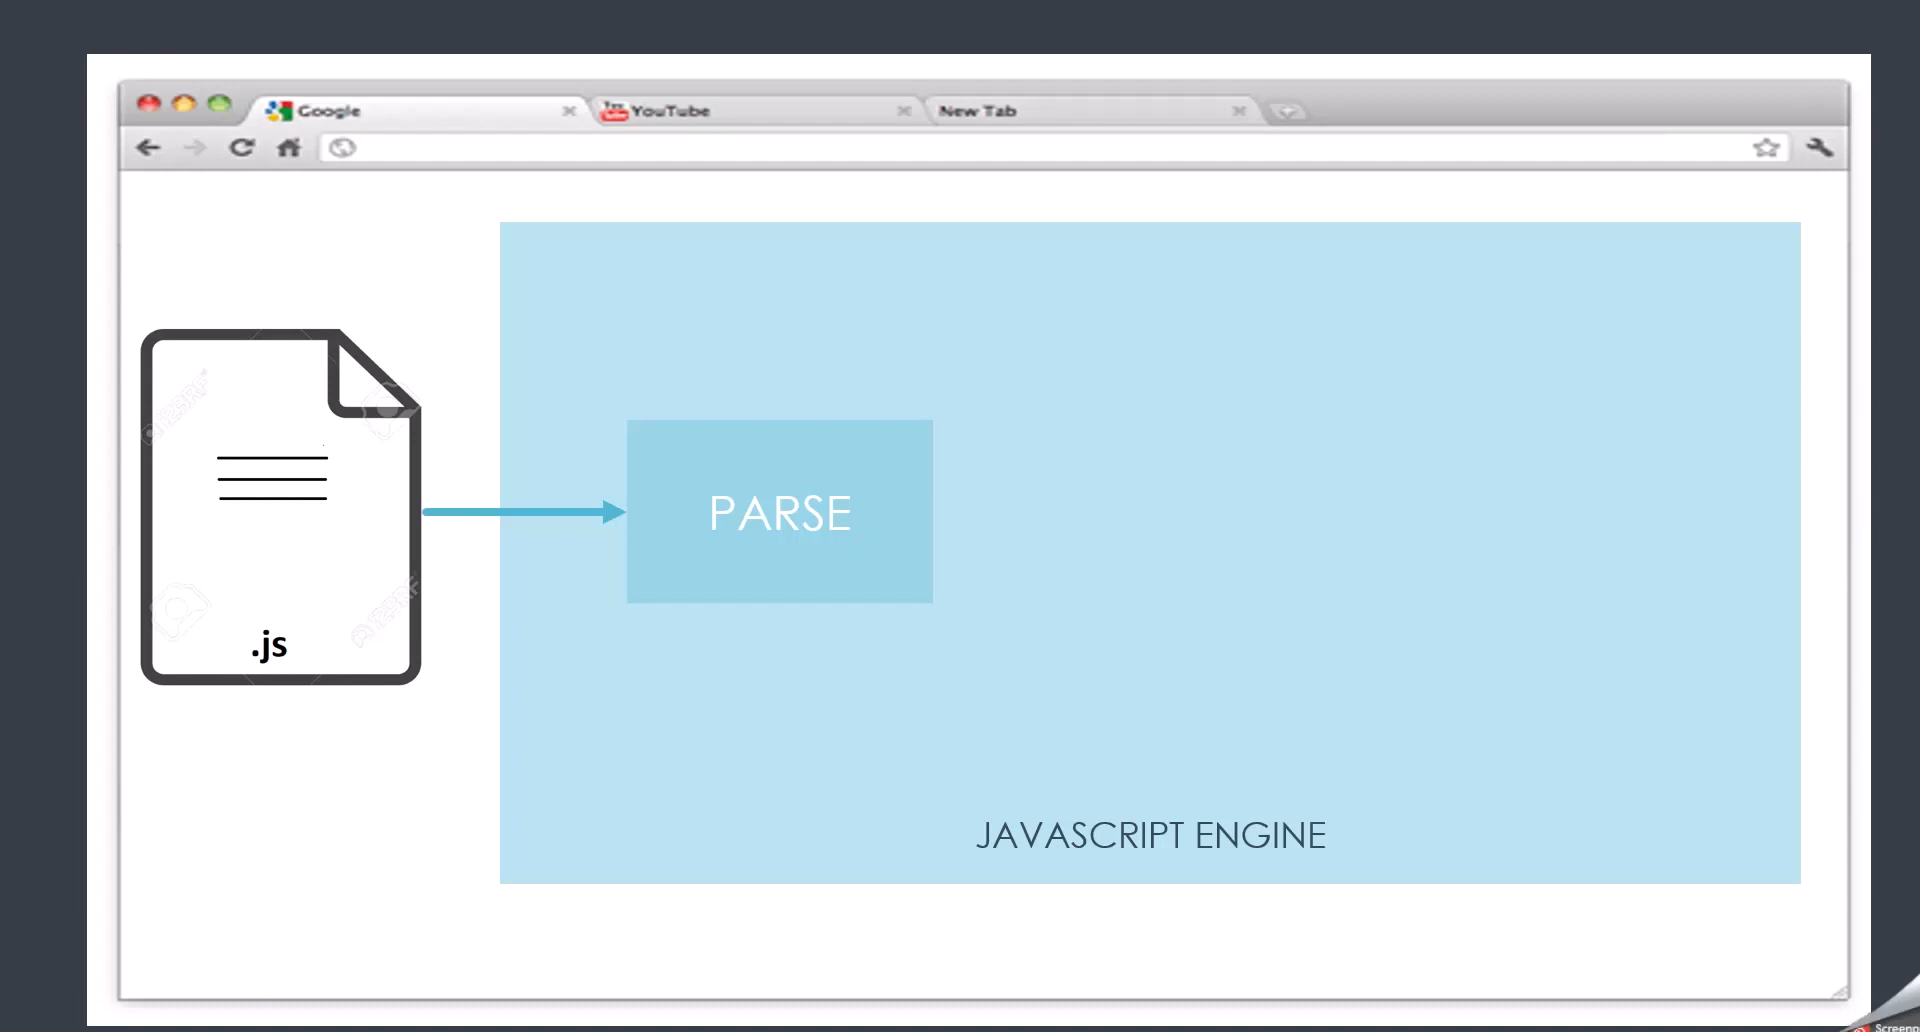 Google
YouTube
New Tab
PARSE
.js
JAVASCRIPT ENGINE